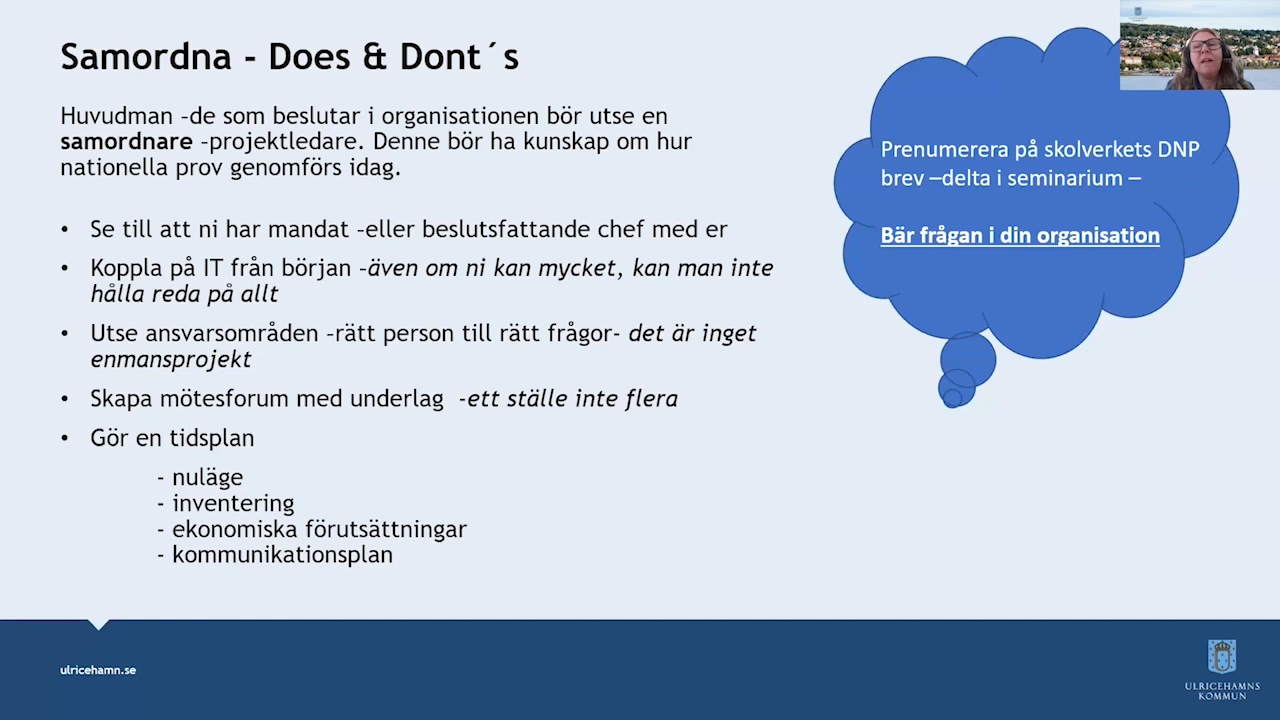 Samordna - Does & Dont´s
Huvudman –de som beslutar i organisationen bör utse en
samordnare –projektledare. Denne bör ha kunskap om hur
nationella prov genomförs idag.
• Se till att ni har mandat –eller beslutsfattande chef med er
• Koppla på IT från början –även om ni kan mycket, kan man inte
hålla reda på allt
• Utse ansvarsområden –rätt person till rätt frågor- det är inget
enmansprojekt
• Skapa mötesforum med underlag -ett ställe inte flera
• Gör en tidsplan
- nuläge
- inventering
- ekonomiska förutsättningar
- kommunikationsplan
Prenumerera på skolverkets DNP
brev –delta i seminarium –
Bär frågan i din organisation
ulricehamn.se
ULRICEHAMNS
KOMMUN